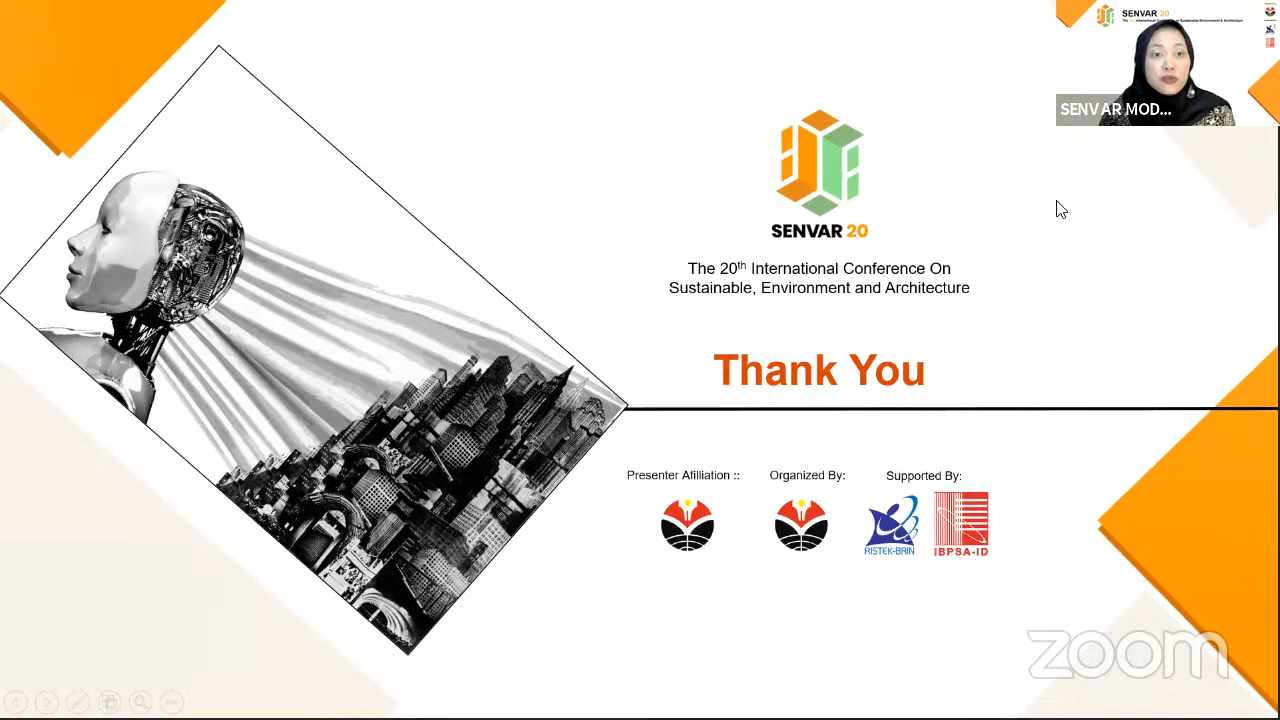 SENVAR 20
SENVAR MOD...
SENVAR 20
The 20th International Conference On
Sustainable, Environment and Architecture
Thank You
Presenter Afilliation ::
Organized By:
Supported By:
RISTEK-BRIN
iBPSA-ID
zoom